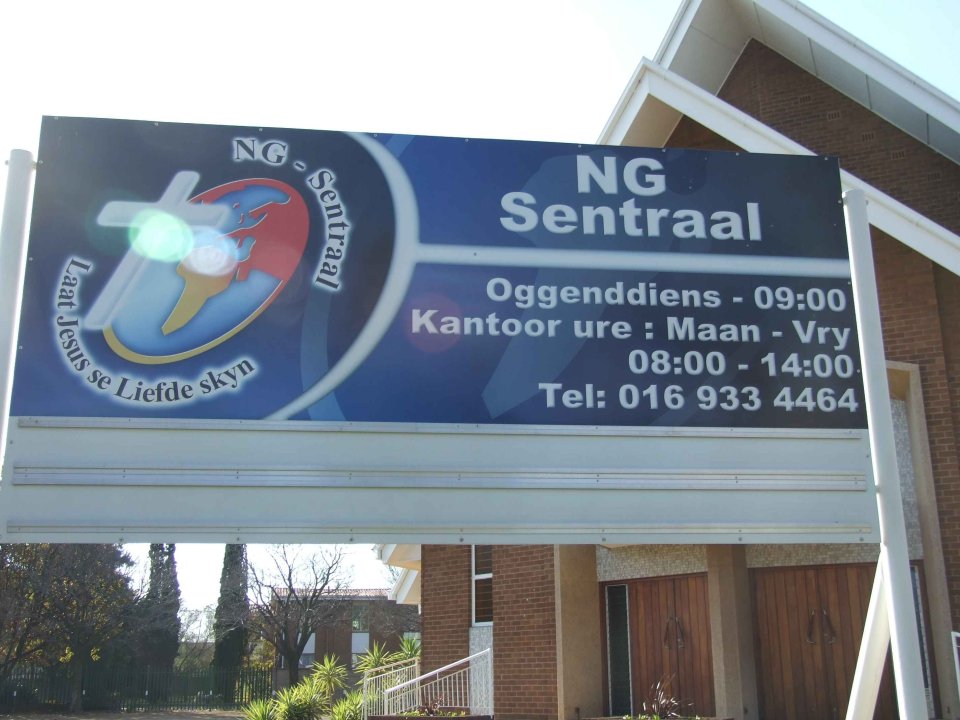 NG - Sentraal
Laat Jesus se Liefde skyn
NG
Sentraal
Oggenddiens - 09:00
Kantoor ure : Maan - Vry
08:00 - 14:00
Tel: 016 933 4464